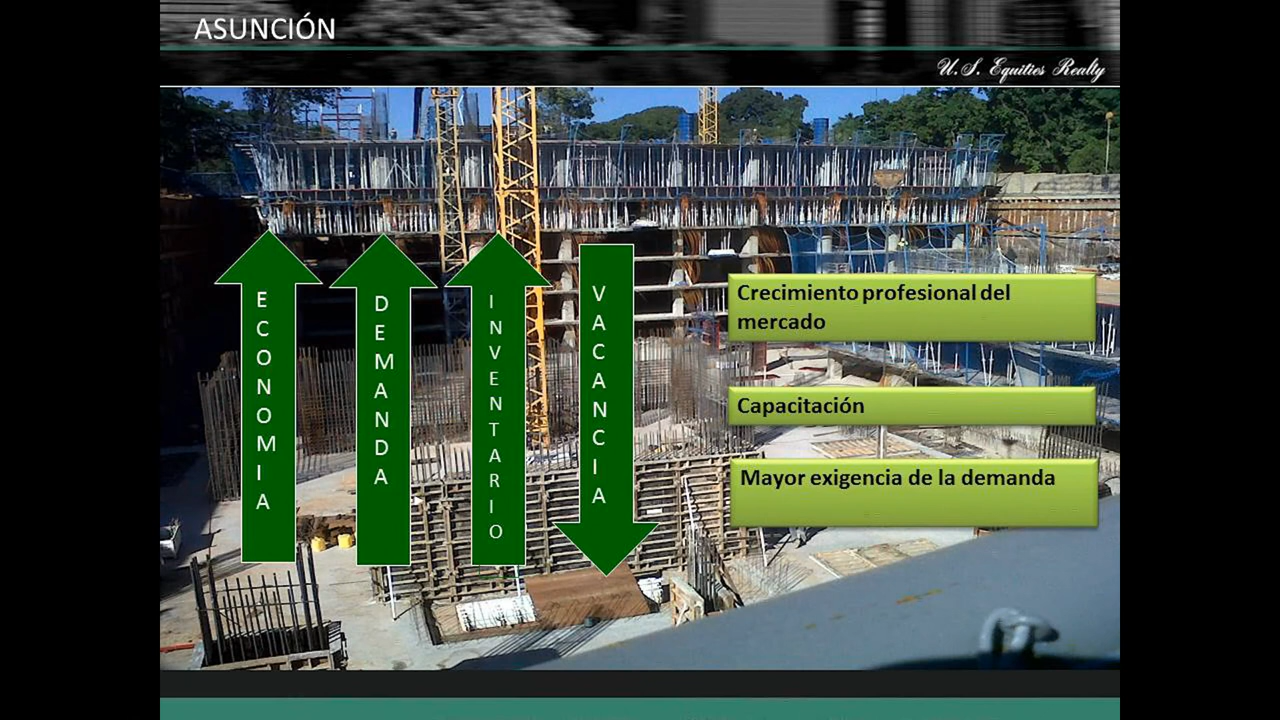 ASUNCIÓN
U.S. Equities Realty
ECONOMIA
DEMANDA
INVENTARIO
VACANCIA
Crecimiento profesional del
mercado
Capacitación
Mayor exigencia de la demanda